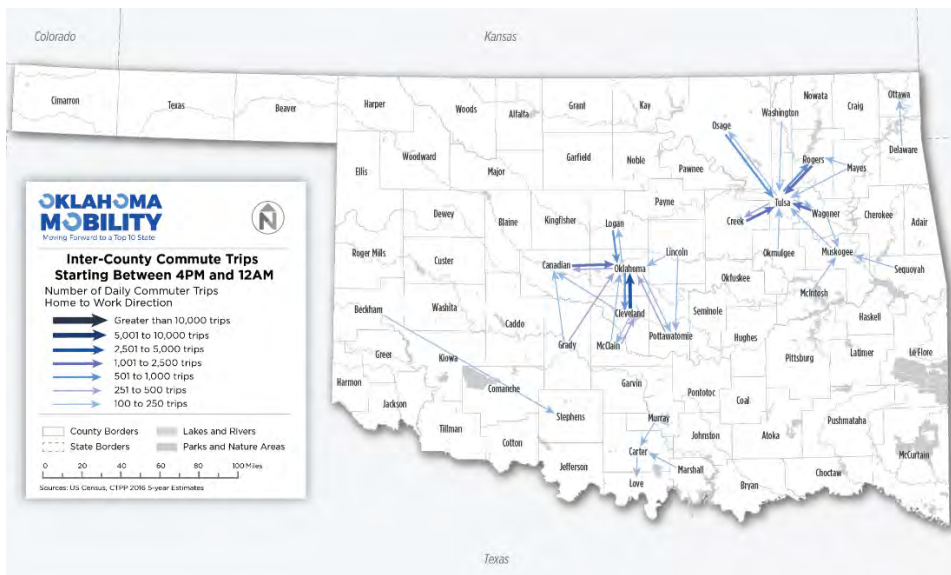 Colorado
Kansas
Cimarron
Texas
Beaver
Harper
Woods
Alfalfa
Grant
Kay
Nowata
Craig
Ottawa
Washington
Osage
Delaware
Woodward
Ellis
Major
Garfield
Noble
Pawnee
Rogers
Mayes
Payne
Tulsa
Dewey
Blaine
Kingfisher
Logan
Creek
Wagoner
Cherokee
Adair
Roger Mills
Custer
Canadian
Oklahoma
Lincoln
Okmulgee
Muskogee
Okfuskee
Sequoyah
McIntosh
Beckham
Washita
Caddo
Cleveland
Seminole
Haskell
Grady
McClain
Pottawatomie
Hughes
Greer
Kiowa
Pittsburg
Latimer
LeFlore
Harmon
Jackson
Comanche
Garvin
Pontotoc
Coal
Stephens
Murray
Tillman
Cotton
Johnston
Atoka
Pushmataha
McCurtain
Carter
Jefferson
Marshall
Love
Bryan
Choctaw
Texas
OKLAHOMA
MOBILITY
Moving Forward to a Top 10 State
N
Inter-County Commute Trips
Starting Between 4PM and 12AM
Number of Daily Commuter Trips
Home to Work Direction
Greater than 10,000 trips
5,001 to 10,000 trips
2,501 to 5,000 trips
1,001 to 2,500 trips
501 to 1,000 trips
251 to 500 trips
100 to 250 trips
County Borders
Lakes and Rivers
State Borders
Parks and Nature Areas
0 20 40 60 80 100 Miles
Sources: US Census, CTPP 2016 5-year Estimates